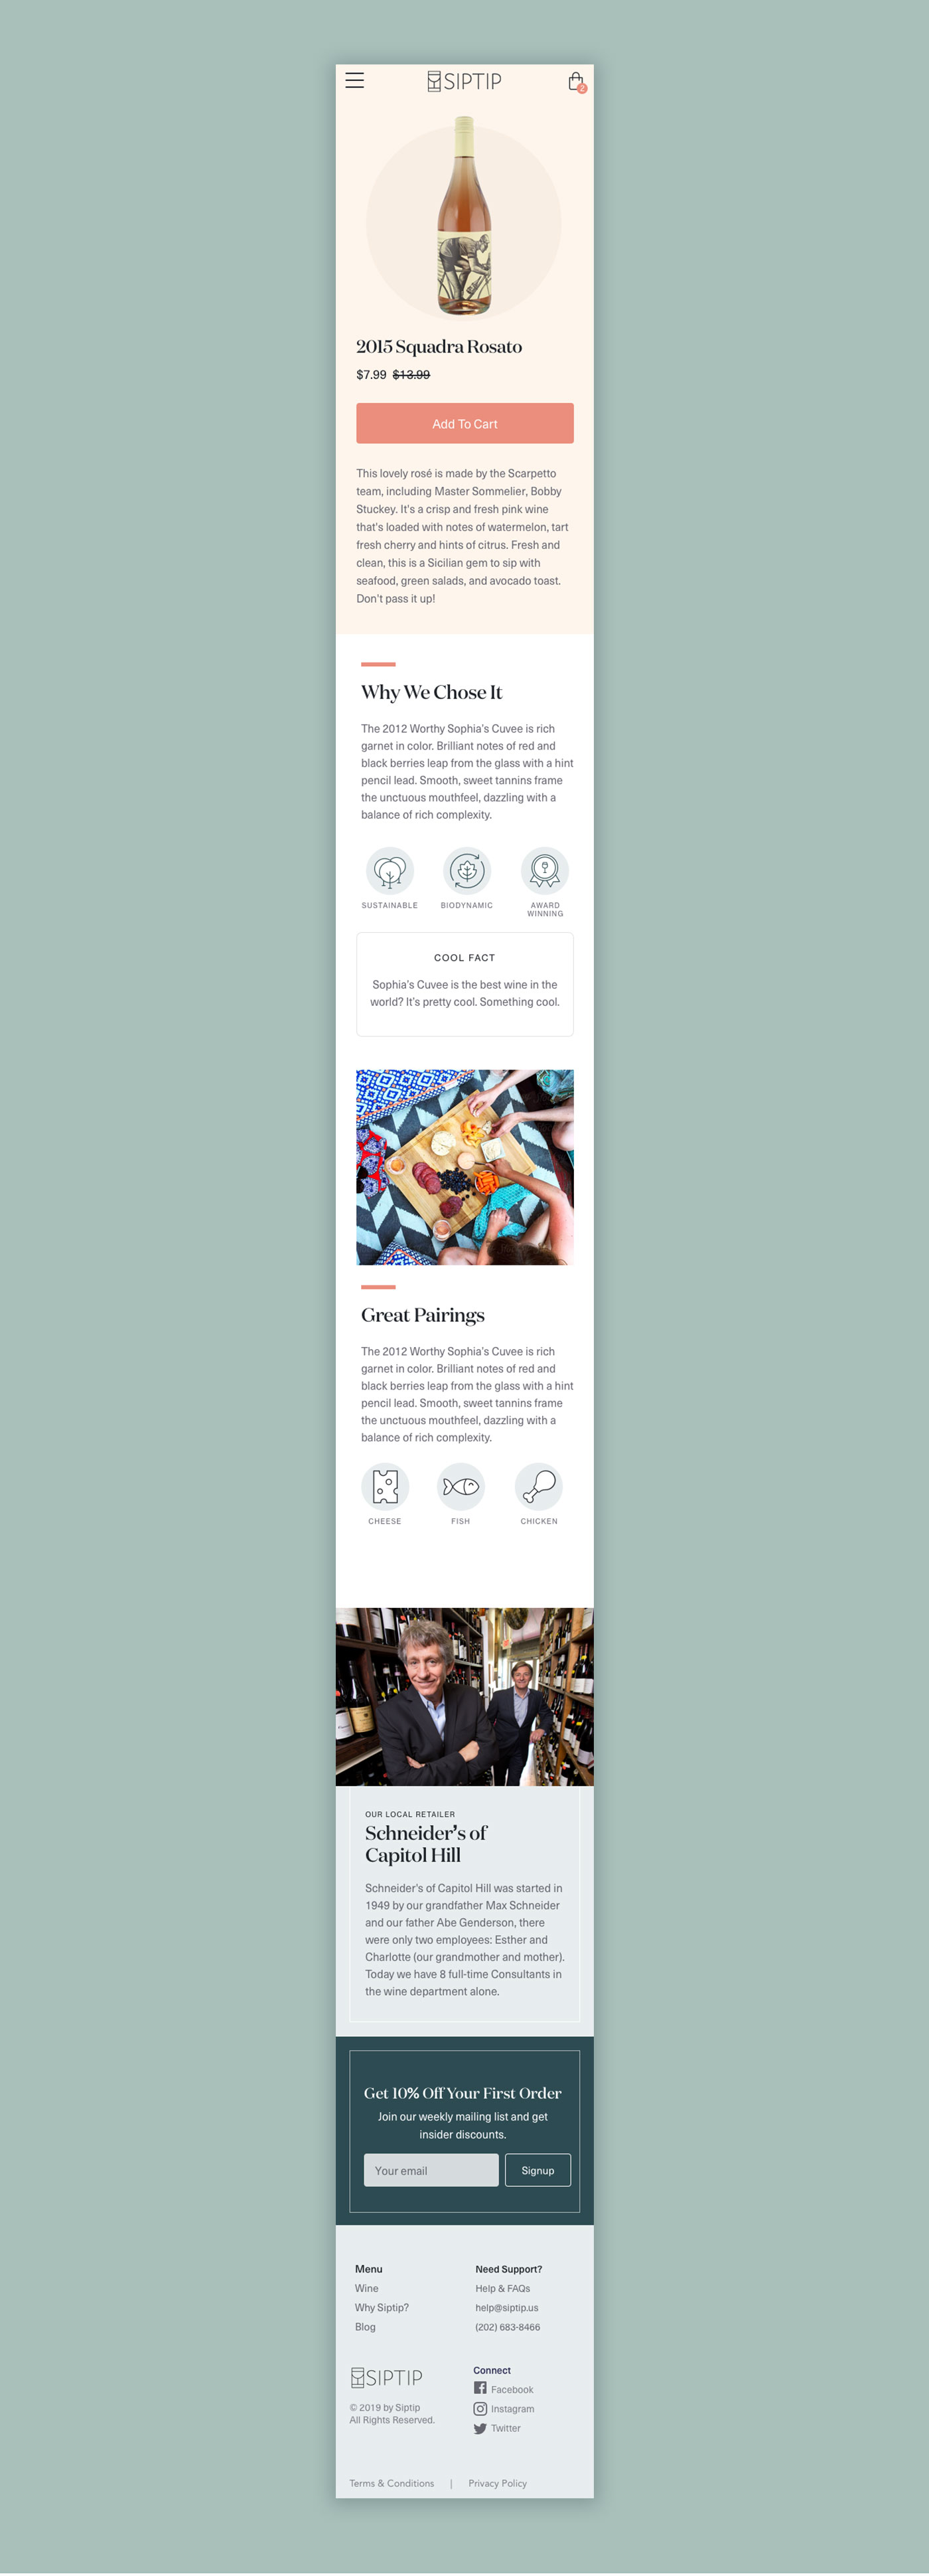 SIPTIP
2
2015 Squadra Rosato
$7.99 $13.99
Add To Cart
This lovely rosé is made by the Scarpetto
team, including Master Sommelier, Bobby
Stuckey. It's a crisp and fresh pink wine
that's loaded with notes of watermelon, tart
fresh cherry and hints of citrus. Fresh and
clean, this is a Sicilian gem to sip with
seafood, green salads, and avocado toast.
Don't pass it up!
Why We Chose It
The 2012 Worthy Sophia's Cuvee is rich
garnet in color. Brilliant notes of red and
black berries leap from the glass with a hint
pencil lead. Smooth, sweet tannins frame
the unctuous mouthfeel, dazzling with a
balance of rich complexity.
SUSTAINABLE BIODYNAMIC AWARD
WINNING
COOL FACT
Sophia's Cuvee is the best wine in the
world? It's pretty cool. Something cool.
Great Pairings
The 2012 Worthy Sophia's Cuvee is rich
garnet in color. Brilliant notes of red and
black berries leap from the glass with a hint
pencil lead. Smooth, sweet tannins frame
the unctuous mouthfeel, dazzling with a
balance of rich complexity.
CHEESE FISH CHICKEN
OUR LOCAL RETAILER
Schneider's of
Capitol Hill
Schneider's of Capitol Hill was started in
1949 by our grandfather Max Schneider
and our father Abe Genderson, there
were only two employees: Esther and
Charlotte (our grandmother and mother).
Today we have 8 full-time Consultants in
the wine department alone.
Get 10% Off Your First Order
Join our weekly mailing list and get
insider discounts.
Your email Signup
Menu
Wine
Why Siptip?
Blog
Need Support?
Help & FAQs
help@siptip.us
(202) 683-8466
SIPTIP
© 2019 by Siptip
All Rights Reserved.
Connect
Facebook
Instagram
Twitter
Terms & Conditions | Privacy Policy